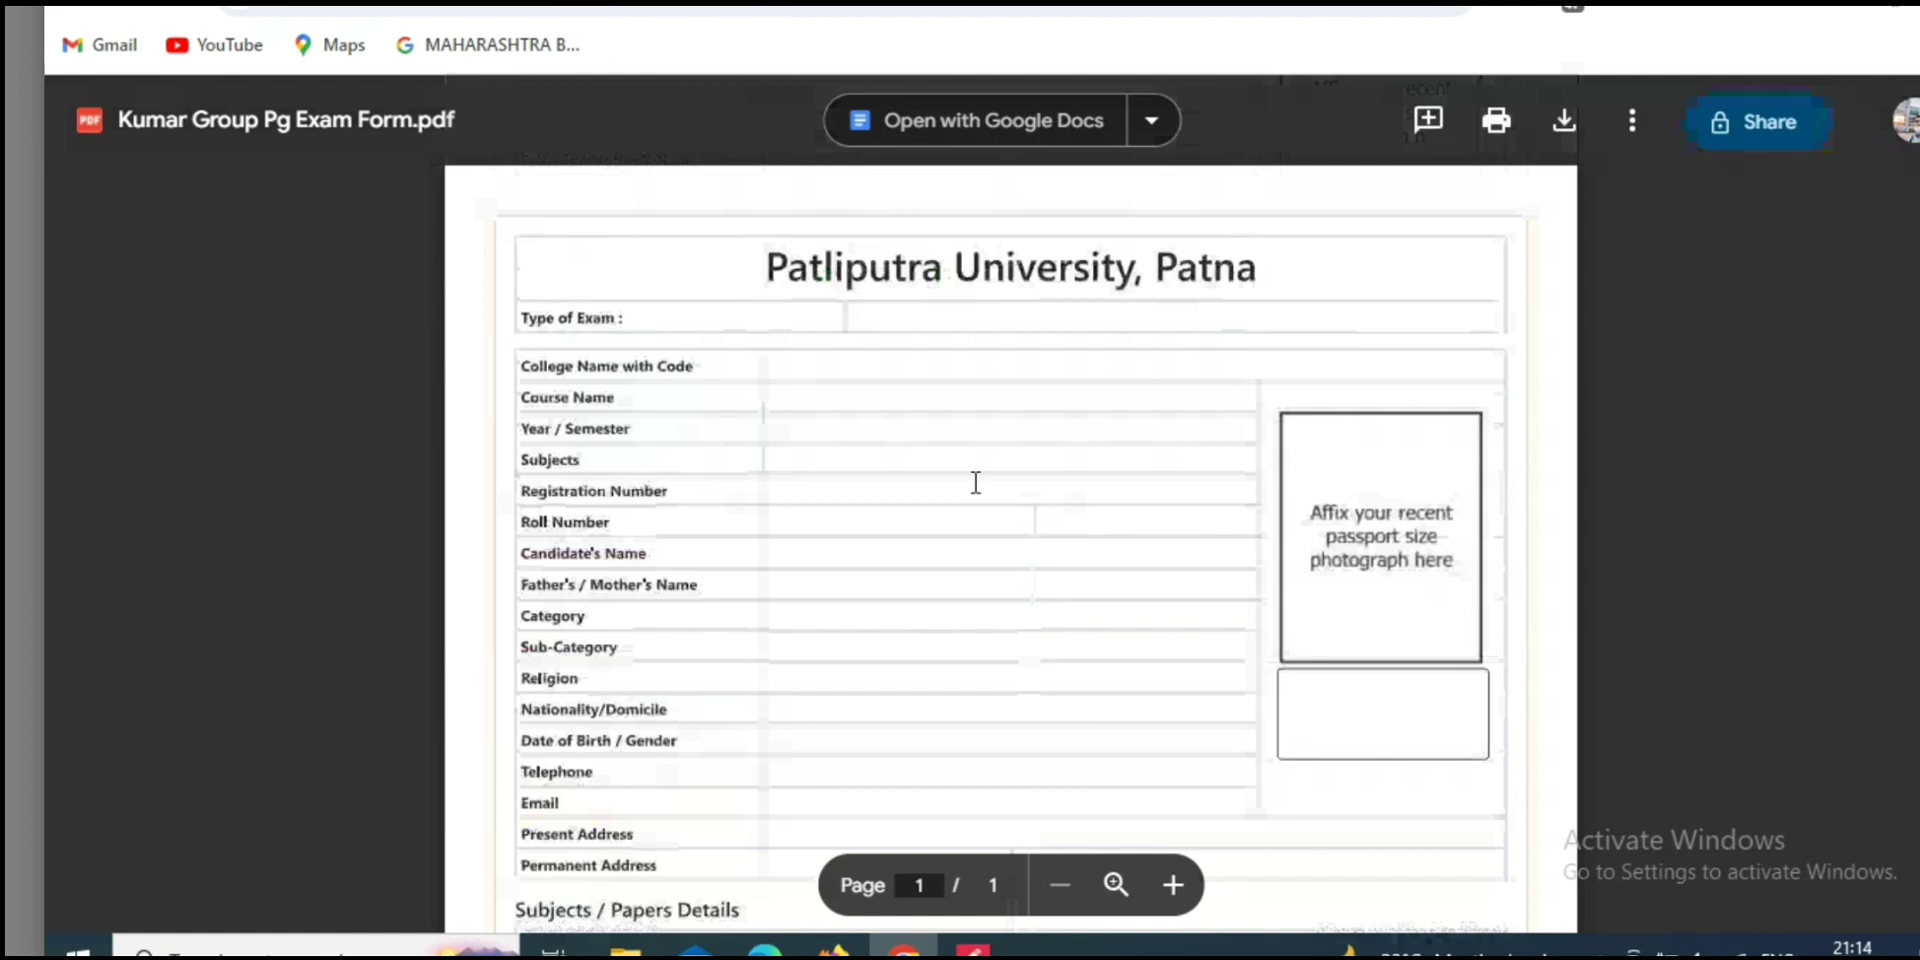 Gmail YouTube Maps MAHARASHTRA B...
PDF Kumar Group Pg Exam Form.pdf Open with Google Docs Share
Patliputra University, Patna
Type of Exam :
College Name with Code
Course Name
Year / Semester
Subjects
Registration Number
Roll Number
Candidate's Name
Father's / Mother's Name
Category
Sub-Category
Religion
Nationality/Domicile
Date of Birth / Gender
Telephone
Email
Present Address
Permanent Address
Affix your recent
passport size
photograph here
Subjects / Papers Details
Page 1 / 1
Activate Windows
Go to Settings to activate Windows.
21:14